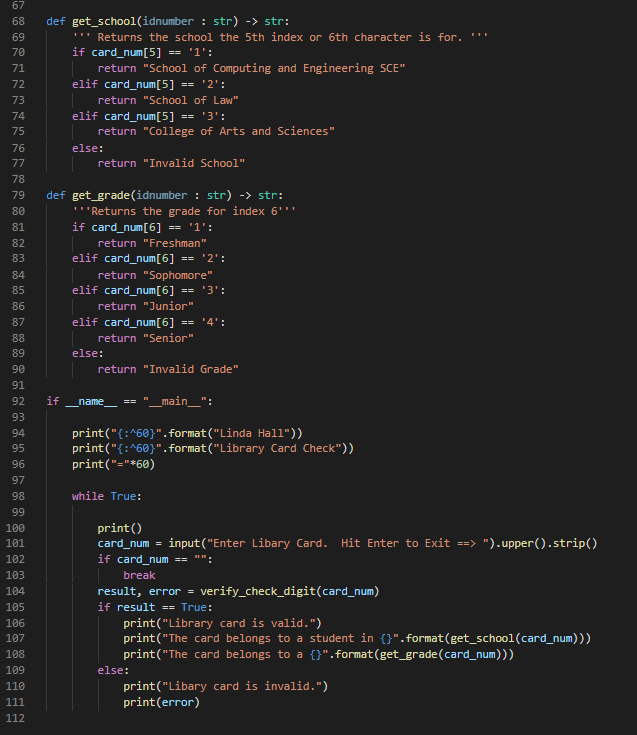 67
68 def get_school(idnumber : str) -> str:
69 ''' Returns the school the 5th index or 6th character is for. '''
70 if card_num[5] == '1':
71 return "School of Computing and Engineering SCE"
72 elif card_num[5] == '2':
73 return "School of Law"
74 elif card_num[5] == '3':
75 return "College of Arts and Sciences"
76 else:
77 return "Invalid School"
78
79 def get_grade(idnumber : str) -> str:
80 '''Returns the grade for index 6'''
81 if card_num[6] == '1':
82 return "Freshman"
83 elif card_num[6] == '2':
84 return "Sophomore"
85 elif card_num[6] == '3':
86 return "Junior"
87 elif card_num[6] == '4':
88 return "Senior"
89 else:
90 return "Invalid Grade"
91
92 if __name__ == "__main__":
93
94 print("{:^60}".format("Linda Hall"))
95 print("{:^60}".format("Library Card Check"))
96 print("="*60)
97
98 while True:
99
100 print()
101 card_num = input("Enter Libary Card.  Hit Enter to Exit ==> ").upper().strip()
102 if card_num == "":
103 break
104 result, error = verify_check_digit(card_num)
105 if result == True:
106 print("Library card is valid.")
107 print("The card belongs to a student in {}".format(get_school(card_num)))
108 print("The card belongs to a {}".format(get_grade(card_num)))
109 else:
110 print("Libary card is invalid.")
111 print(error)
112